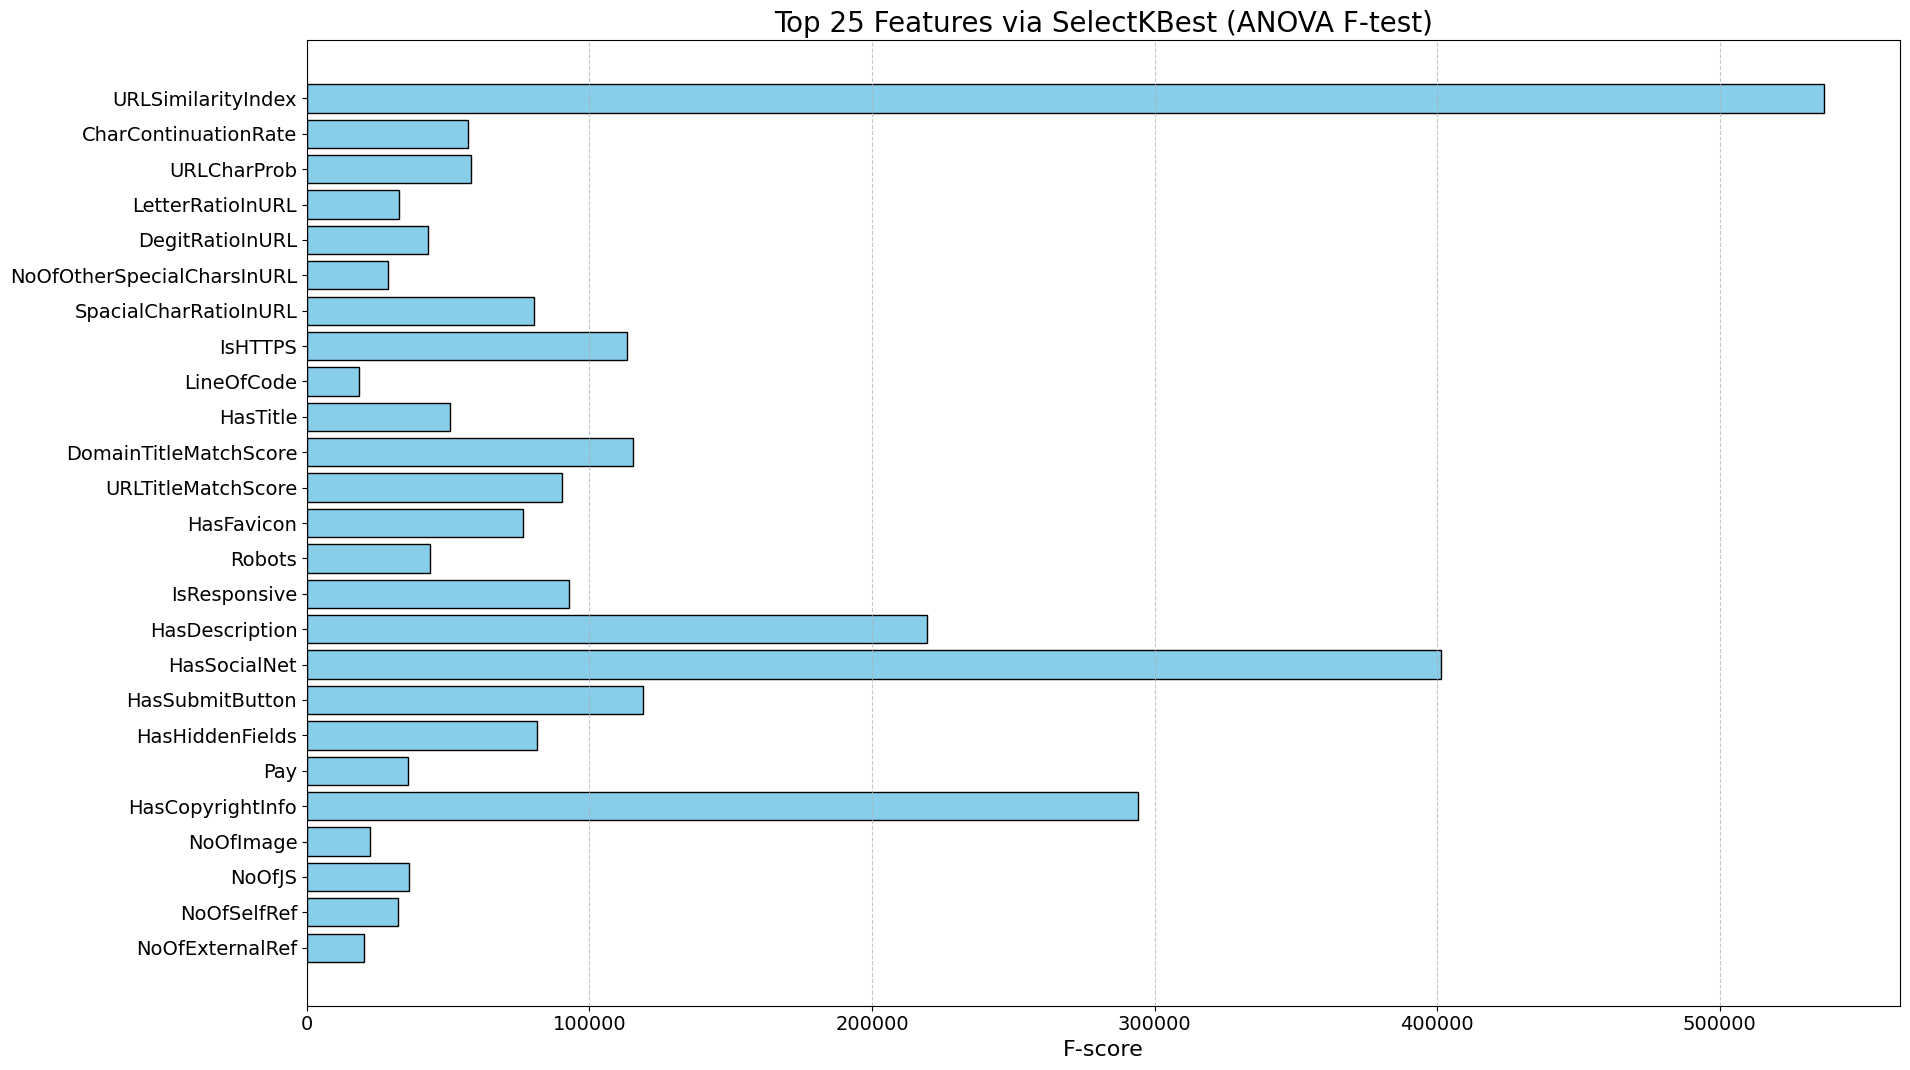 Top 25 Features via SelectKBest (ANOVA F-test)
URLSimilarityIndex
CharContinuationRate
URLCharProb
LetterRatioInURL
DegitRatioInURL
NoOfOtherSpecialCharsInURL
SpacialCharRatioInURL
IsHTTPS
LineOfCode
HasTitle
DomainTitleMatchScore
URLTitleMatchScore
HasFavicon
Robots
IsResponsive
HasDescription
HasSocialNet
HasSubmitButton
HasHiddenFields
Pay
HasCopyrightInfo
NoOfImage
NoOfJS
NoOfSelfRef
NoOfExternalRef
0 100000 200000 300000 400000 500000
F-score